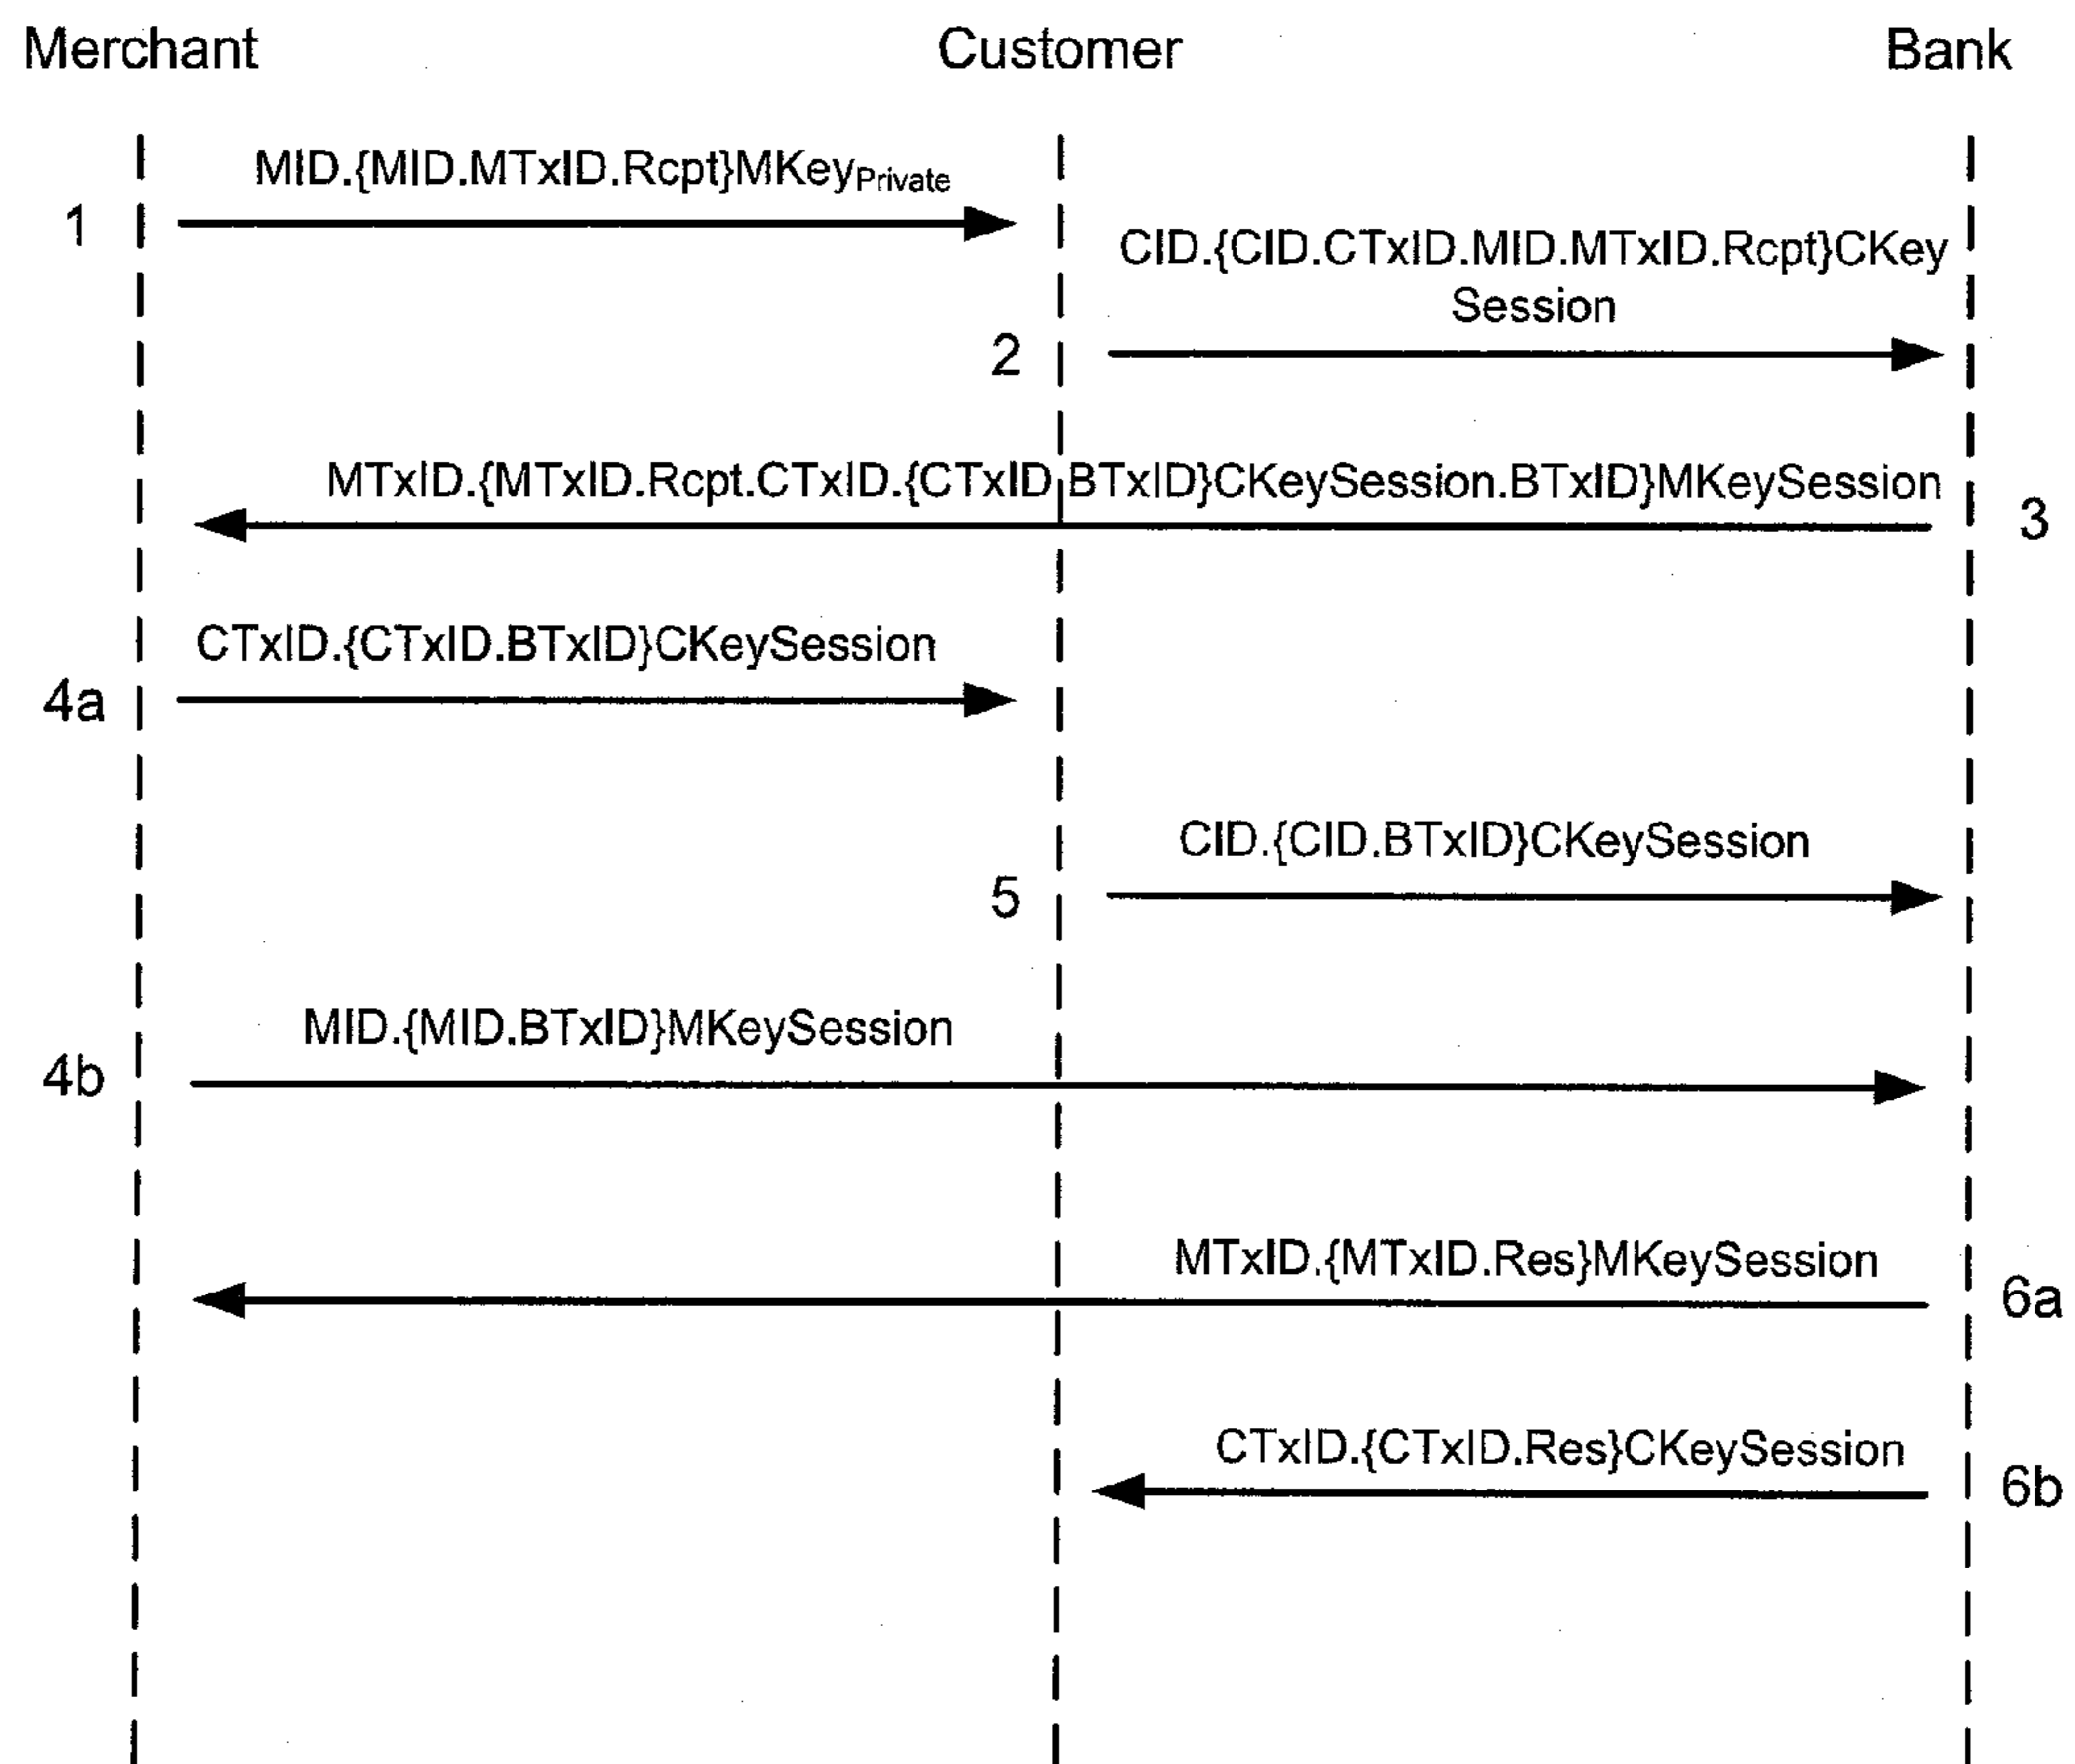 Merchant Customer Bank
MID.{MID.MTxID.Rcpt}MKeyPrivate
1
CID.{CID.CTxID.MID.MTxID.Rcpt}CKey
Session
2
MTxID.{MTxID.Rcpt.CTxID.{CTxID.BTxID}CKeySession.BTxID}MKeySession
3
CTxID.{CTxID.BTxID}CKeySession
4a
CID.{CID.BTxID}CKeySession
5
MID.{MID.BTxID}MKeySession
4b
MTxID.{MTxID.Res}MKeySession
6a
CTxID.{CTxID.Res}CKeySession
6b